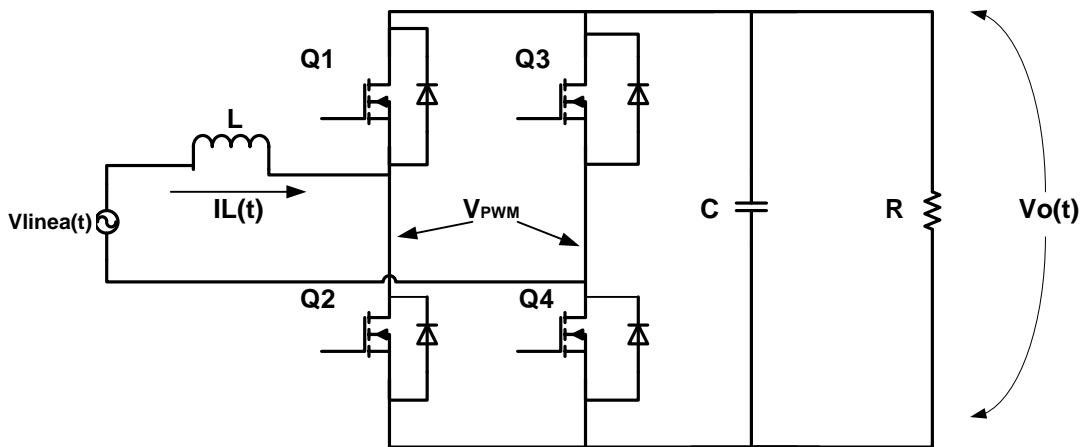 Q1
Q3
L
IL(t)
Vlinea(t)
VPWM
C
R
Vo(t)
Q2
Q4